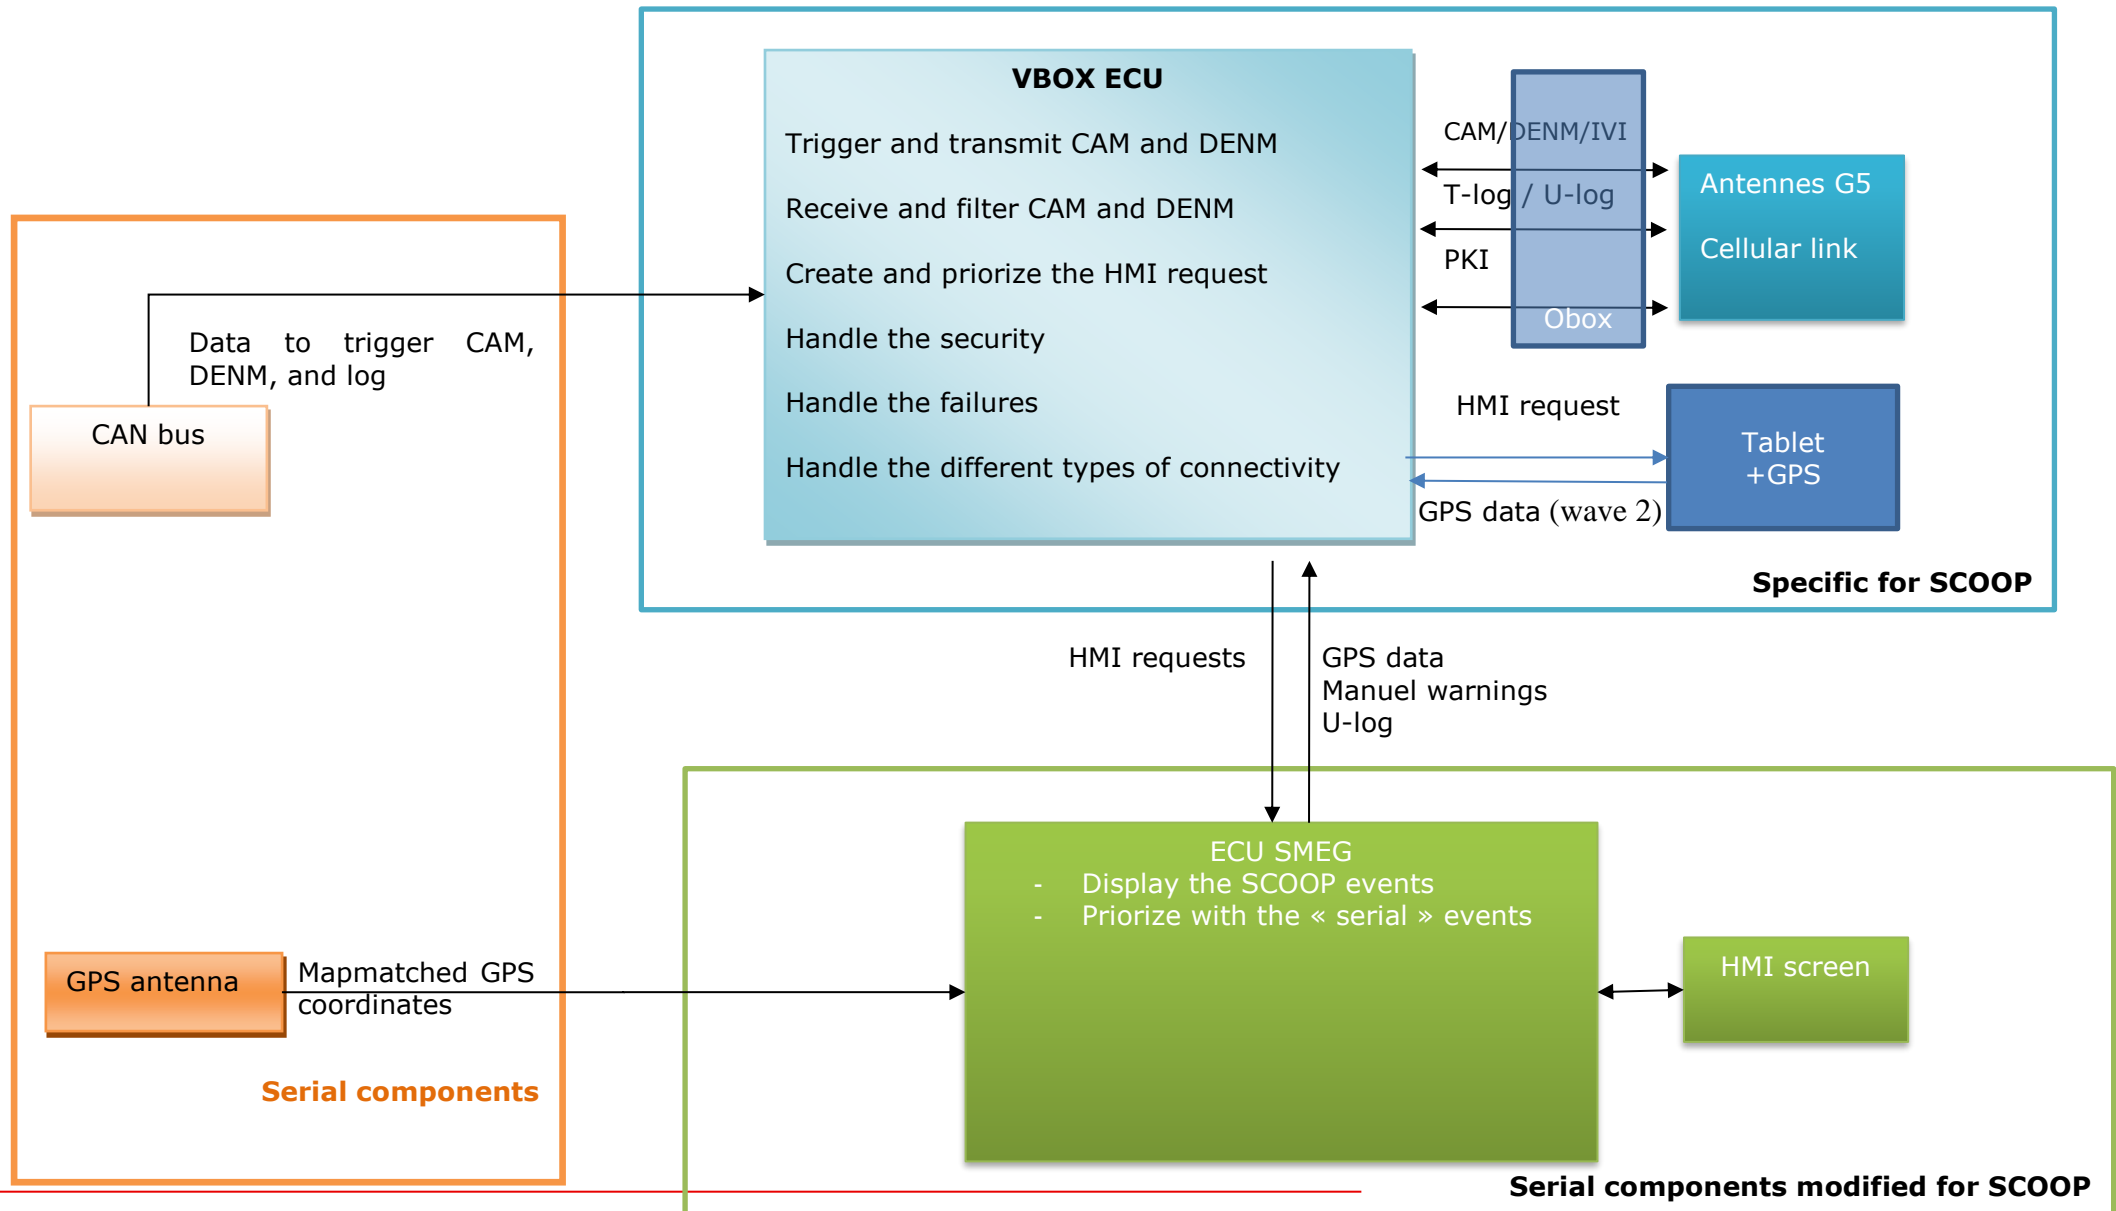 VBOX ECU
Trigger and transmit CAM and DENM
Receive and filter CAM and DENM
Create and priorize the HMI request
Handle the security
Handle the failures
Handle the different types of connectivity
CAM/DENM/IVI
T-log / U-log
PKI
Obox
Antennes G5
Cellular link
HMI request
Tablet
+GPS
GPS data (wave 2)
Specific for SCOOP
Data to trigger CAM,
DENM, and log
CAN bus
HMI requests
GPS data
Manuel warnings
U-log
ECU SMEG
- Display the SCOOP events
- Priorize with the « serial » events
HMI screen
GPS antenna
Mapmatched GPS
coordinates
Serial components
Serial components modified for SCOOP